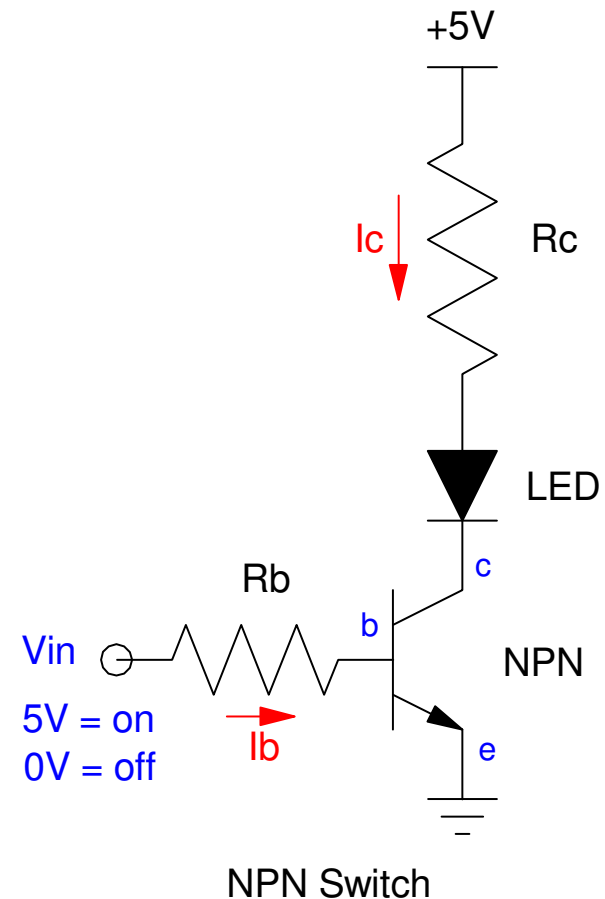 +5V
Ic
Rc
LED
c
Rb
b
Vin
NPN
5V = on
Ib
e
0V = off
NPN Switch